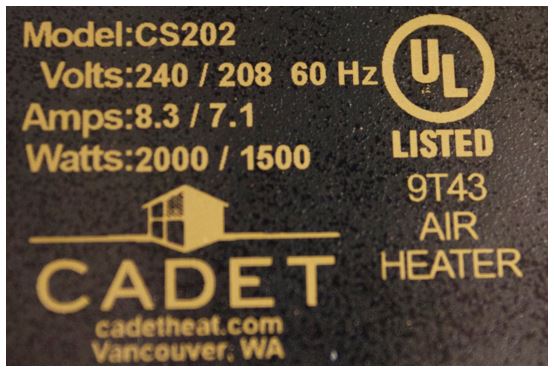 Model:CS202
Volts:240 / 208 60 Hz
Amps:8.3 / 7.1
Watts:2000 / 1500
UL
LISTED
9T43
AIR
HEATER
CADET
cadetheat.com
Vancouver, WA